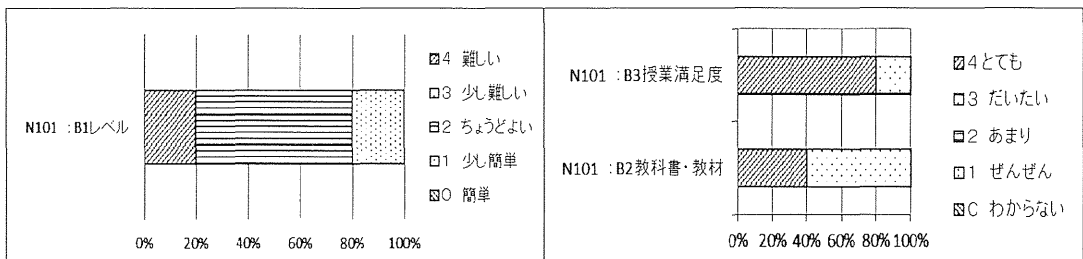 4 難しい
3 少し難しい
N101 :B1レベル
2 ちょうどよい
1 少し簡単
0 簡単
0% 20% 40% 60% 80% 100%
N101 :B3授業満足度
4とても
3 だいたい
2 あまり
N101 :B2教科書・教材
1 ぜんぜん
0 わからない
0% 20% 40% 60% 80% 100%